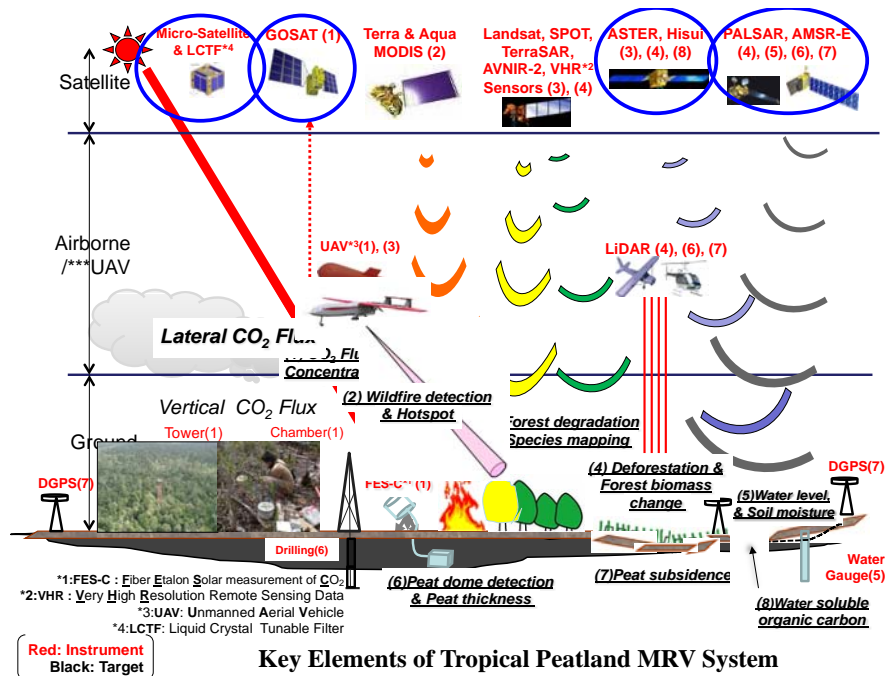 Micro-Satellite
& LCTF*4
GOSAT (1)
Terra & Aqua
MODIS (2)
Landsat, SPOT,
TerraSAR,
AVNIR-2, VHR*2
Sensors (3), (4)
ASTER, Hisui
(3), (4), (8)
PALSAR, AMSR-E
(4), (5), (6), (7)
Satellite
Airborne
/***UAV
UAV*3(1), (3)
LiDAR (4), (6), (7)
Lateral CO2 Flux
CO2 Flu
Concentra
(2) Wildfire detection
& Hotspot
Vertical CO2 Flux
Forest degradation
Species mapping
Ground
Tower(1)
Chamber(1)
(4) Deforestation &
Forest biomass
change
DGPS(7)
FES-C*1 (1)
(5)Water level,
& Soil moisture
DGPS(7)
Drilling(6)
(6)Peat dome detection
& Peat thickness
(7)Peat subsidence
Water
Gauge(5)
(8)Water soluble
organic carbon
*1:FES-C : Fiber Etalon Solar measurement of CO2
*2:VHR : Very High Resolution Remote Sensing Data
*3:UAV: Unmanned Aerial Vehicle
*4:LCTF: Liquid Crystal Tunable Filter
Red: Instrument
Black: Target
Key Elements of Tropical Peatland MRV System